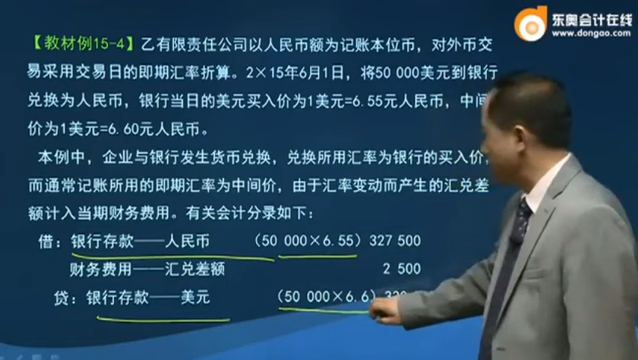 东奥会计在线
www.dongao.com
【教材例15-4】乙有限责任公司以人民币额为记账本位币，对外币交
易采用交易日的即期汇率折算。2×15年6月1日，将50 000美元到银行
兑换为人民币，银行当日的美元买入价为1美元=6.55元人民币，中间
价为1美元=6.60元人民币。
本例中，企业与银行发生货币兑换，兑换所用汇率为银行的买入价，
而通常记账所用的即期汇率为中间价，由于汇率变动而产生的汇兑差
额计入当期财务费用。有关会计分录如下：
借：银行存款——人民币 （50 000×6.55）327 500
财务费用——汇兑差额 2 500
贷：银行存款——美元 （50 000×6.6）